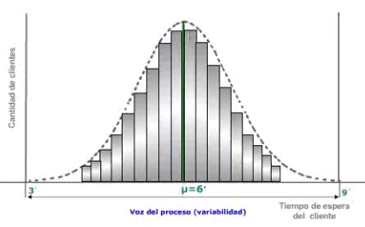 Cantidad de clientes
3´
μ=6´
9´
Tiempo de espera
del cliente
Voz del proceso (variabilidad)